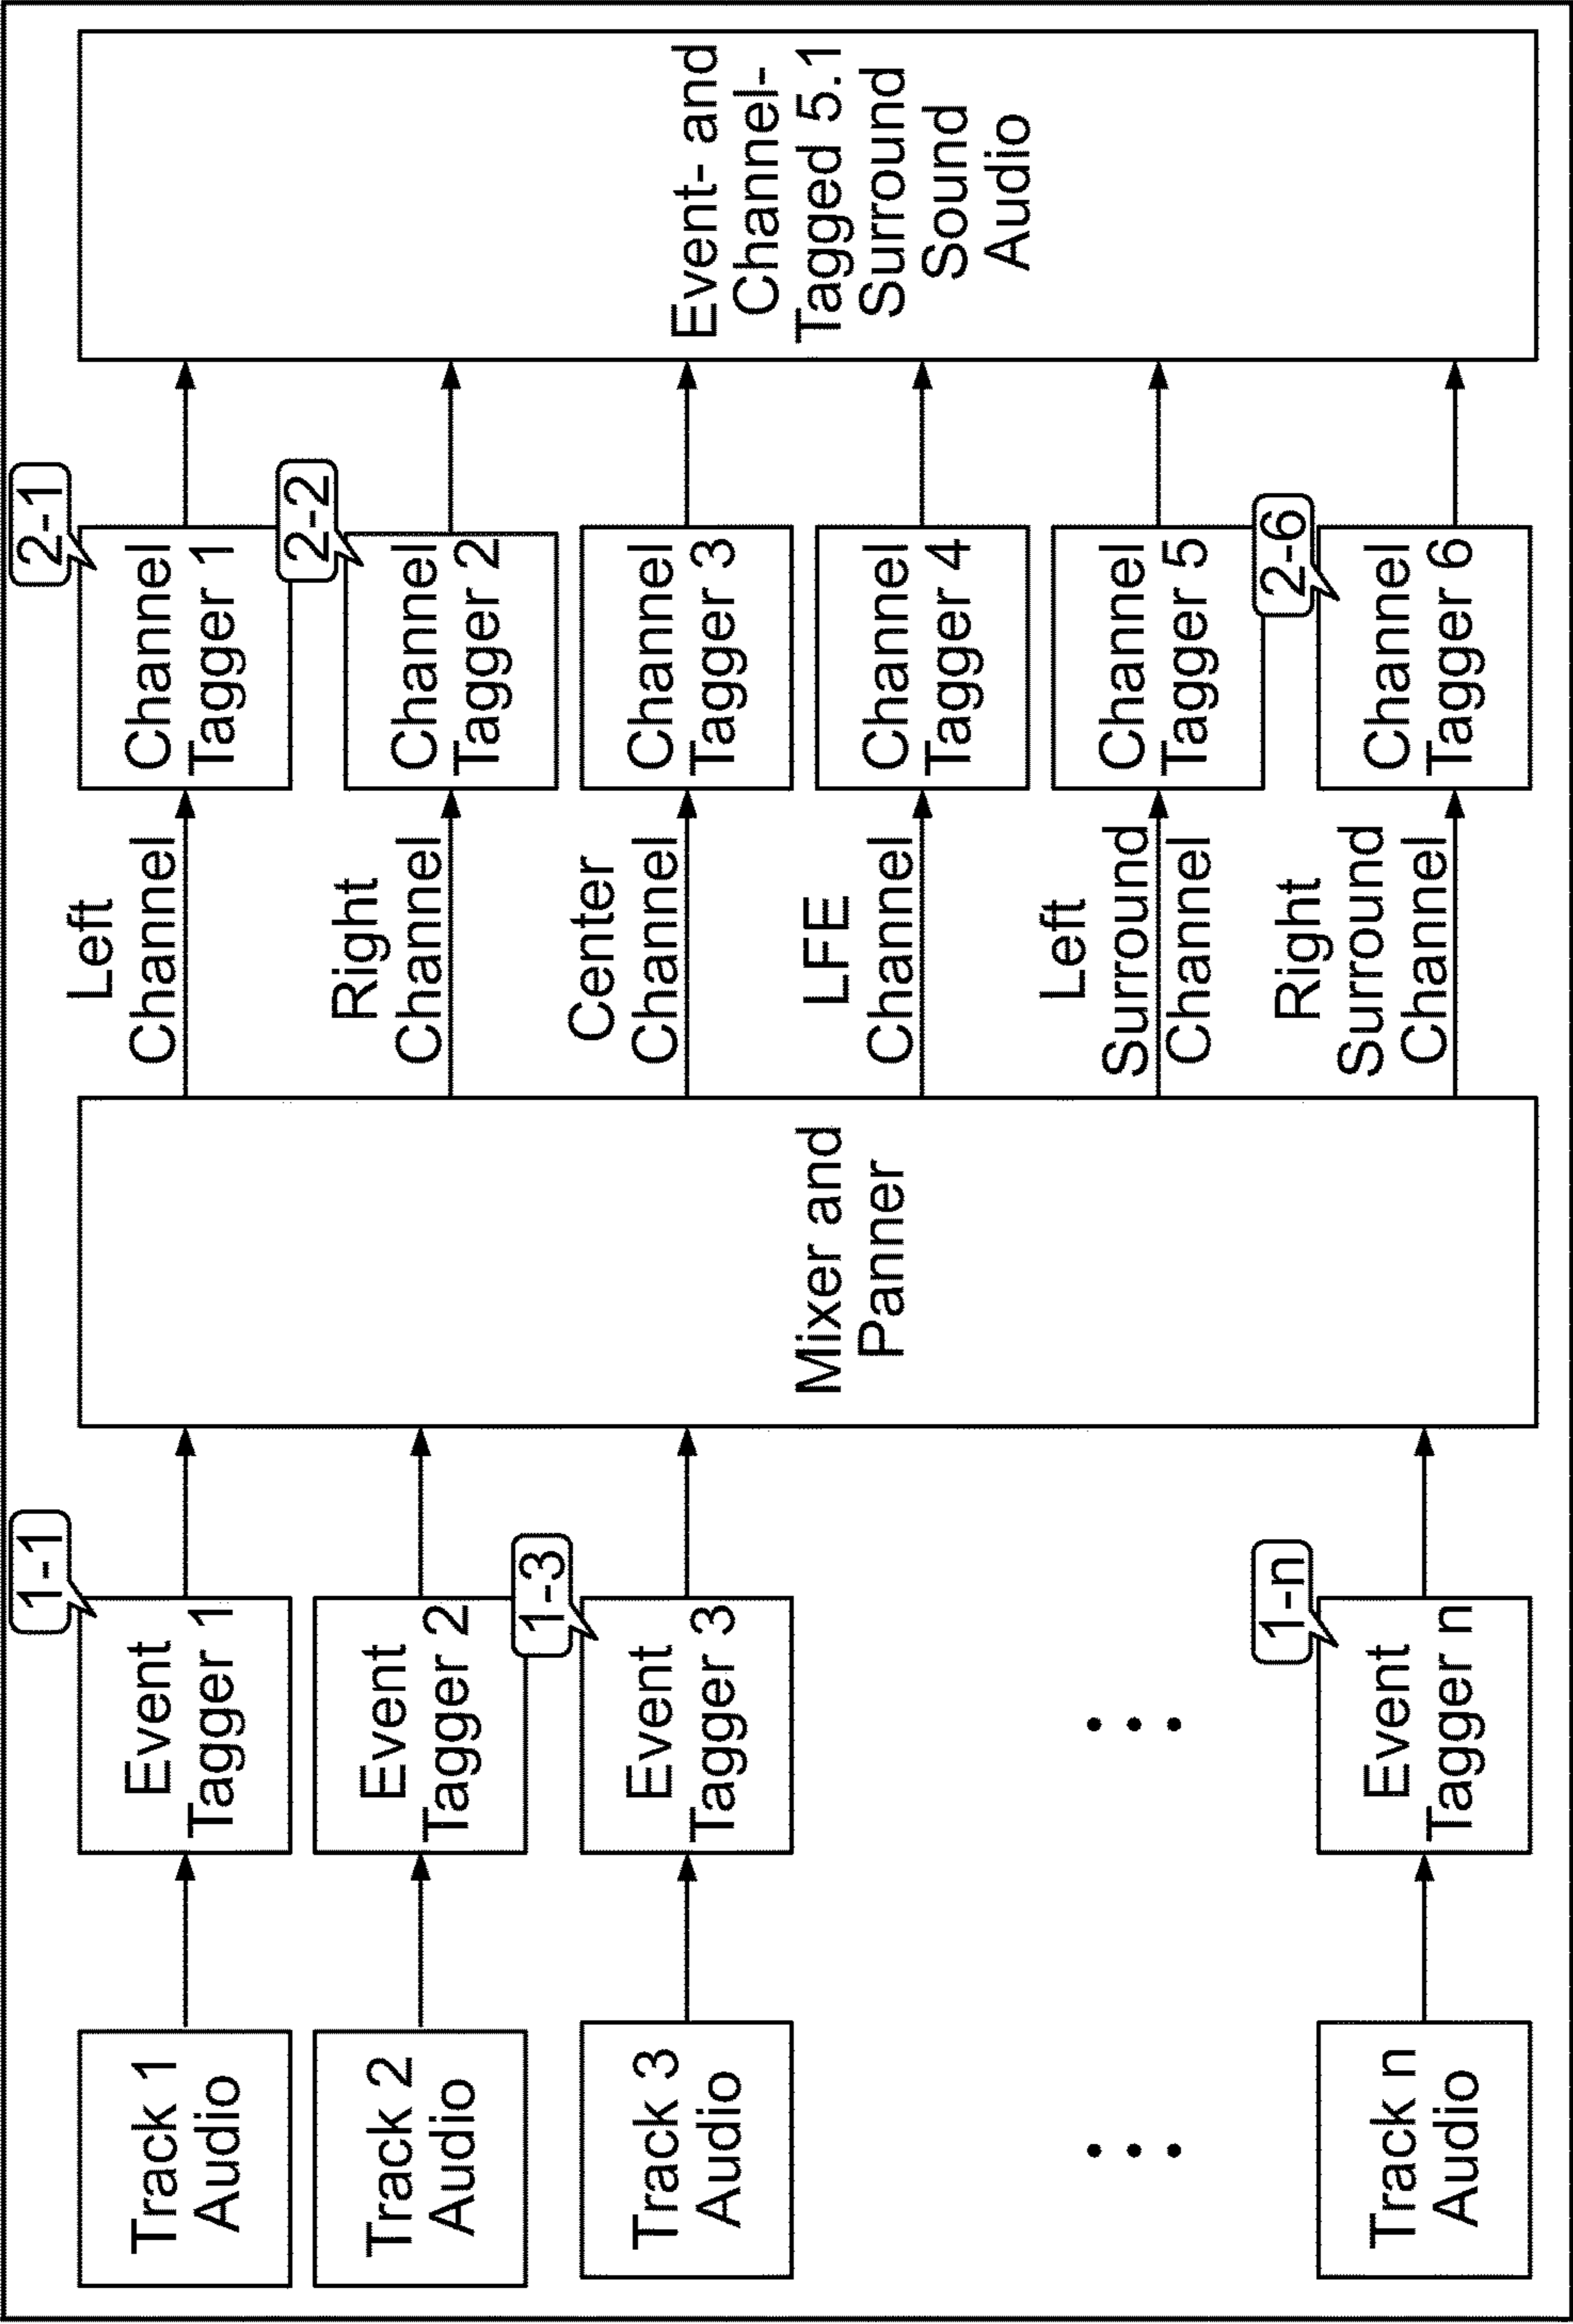 Track 1
Audio
Track 2
Audio
Track 3
Audio
Track n
Audio
1-1
Event
Tagger 1
Event
Tagger 2
1-3
Event
Tagger 3
1-n
Event
Tagger n
Mixer and
Panner
Left
Channel
Right
Channel
Center
Channel
LFE
Channel
Left
Surround
Channel
Right
Surround
Channel
2-1
Channel
Tagger 1
2-2
Channel
Tagger 2
Channel
Tagger 3
Channel
Tagger 4
Channel
Tagger 5
2-6
Channel
Tagger 6
Event- and
Channel-
Tagged 5.1
Surround
Sound
Audio